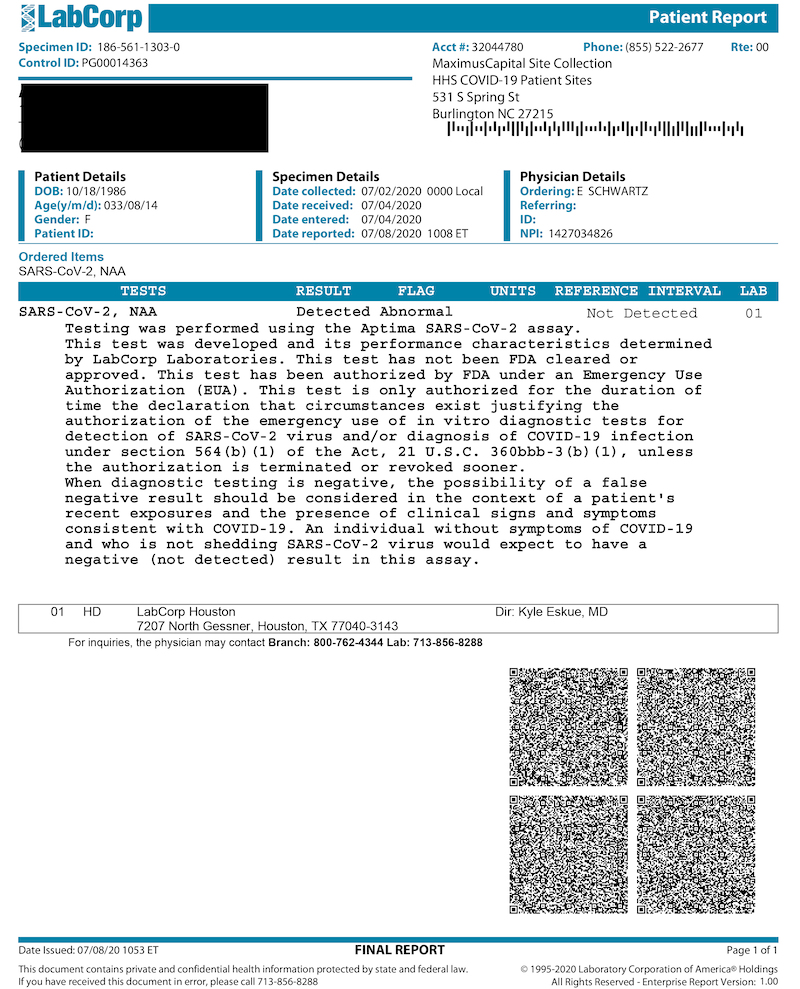 LabCorp Patient Report
Specimen ID: 186-561-1303-0
Control ID: PG00014363
Acct #: 32044780 Phone: (855) 522-2677 Rte: 00
MaximusCapital Site Collection
HHS COVID-19 Patient Sites
531 S Spring St
Burlington NC 27215
Patient Details
DOB: 10/18/1986
Age(y/m/d): 033/08/14
Gender: F
Patient ID:
Specimen Details
Date collected: 07/02/2020 0000 Local
Date received: 07/04/2020
Date entered: 07/04/2020
Date reported: 07/08/2020 1008 ET
Physician Details
Ordering: E SCHWARTZ
Referring:
ID:
NPI: 1427034826
Ordered Items
SARS-CoV-2, NAA
TESTS RESULT FLAG UNITS REFERENCE INTERVAL LAB
SARS-CoV-2, NAA Detected Abnormal Not Detected 01
Testing was performed using the Aptima SARS-CoV-2 assay.
This test was developed and its performance characteristics determined
by LabCorp Laboratories. This test has not been FDA cleared or
approved. This test has been authorized by FDA under an Emergency Use
Authorization (EUA). This test is only authorized for the duration of
time the declaration that circumstances exist justifying the
authorization of the emergency use of in vitro diagnostic tests for
detection of SARS-CoV-2 virus and/or diagnosis of COVID-19 infection
under section 564(b)(1) of the Act, 21 U.S.C. 360bbb-3(b)(1), unless
the authorization is terminated or revoked sooner.
When diagnostic testing is negative, the possibility of a false
negative result should be considered in the context of a patient's
recent exposures and the presence of clinical signs and symptoms
consistent with COVID-19. An individual without symptoms of COVID-19
and who is not shedding SARS-CoV-2 virus would expect to have a
negative (not detected) result in this assay.
01 HD LabCorp Houston Dir: Kyle Eskue, MD
7207 North Gessner, Houston, TX 77040-3143
For inquiries, the physician may contact Branch: 800-762-4344 Lab: 713-856-8288
Date Issued: 07/08/20 1053 ET FINAL REPORT Page 1 of 1
This document contains private and confidential health information protected by state and federal law.
If you have received this document in error, please call 713-856-8288
© 1995-2020 Laboratory Corporation of America® Holdings
All Rights Reserved - Enterprise Report Version: 1.00